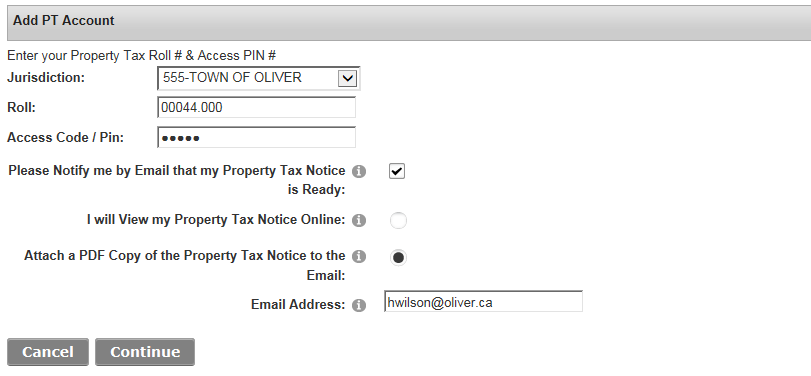 Add PT Account
Enter your Property Tax Roll # & Access PIN #
Jurisdiction: 555-TOWN OF OLIVER
Roll: 00044.000
Access Code / Pin: •••••
Please Notify me by Email that my Property Tax Notice
is Ready:
I will View my Property Tax Notice Online:
Attach a PDF Copy of the Property Tax Notice to the
Email:
Email Address: hwilson@oliver.ca
Cancel Continue